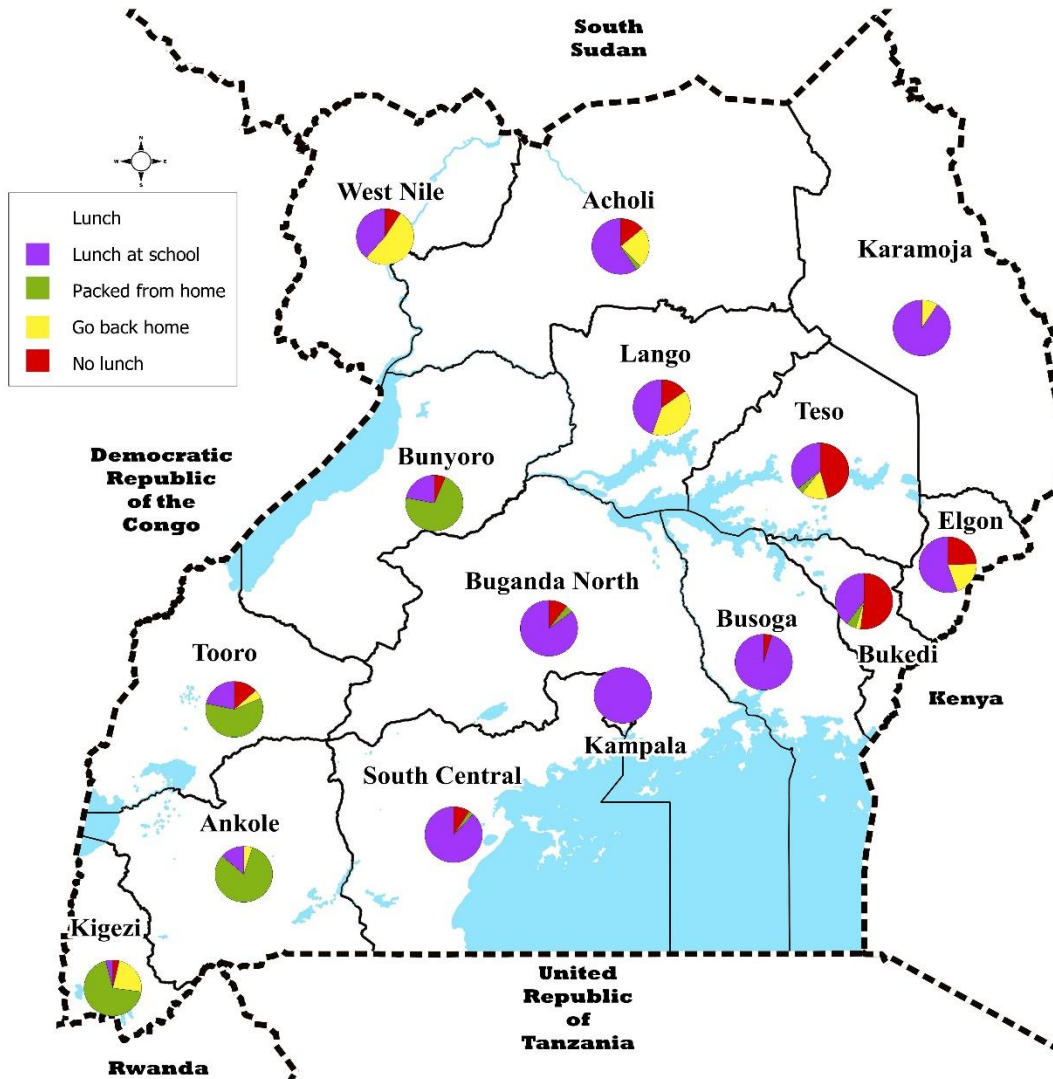 South
Sudan
N
W E
S
Lunch
Lunch at school
Packed from home
Go back home
No lunch
West Nile
Acholi
Karamoja
Lango
Teso
Democratic
Republic
of the
Congo
Bunyoro
Elgon
Buganda North
Busoga
Bukedi
Tooro
Kenya
Kampala
South Central
Ankole
Kigezi
United
Republic
of
Tanzania
Rwanda